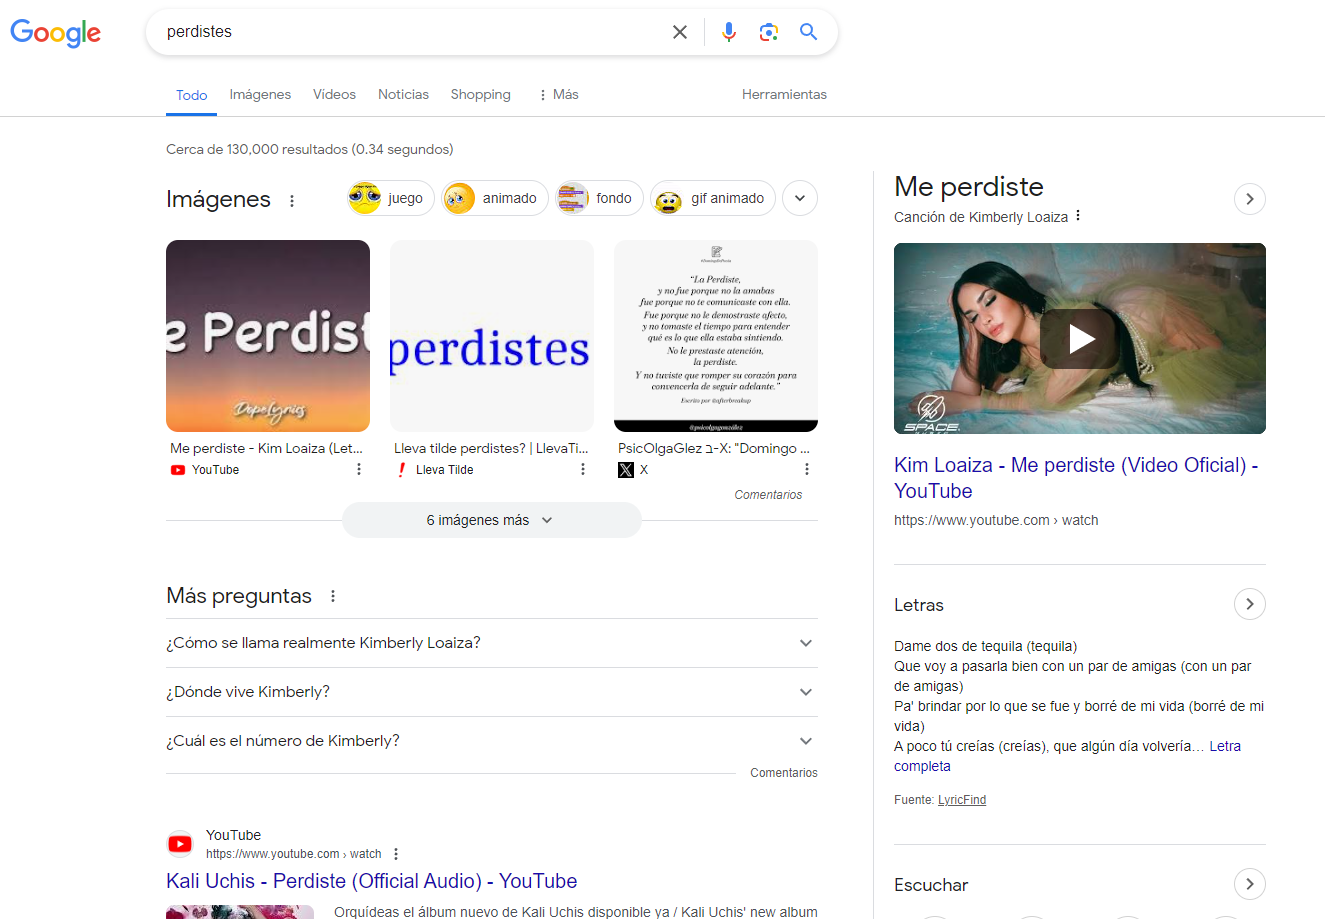 Google
perdistes
Todo
Imágenes
Vídeos
Noticias
Shopping
Más
Herramientas
Cerca de 130,000 resultados (0.34 segundos)
Imágenes
juego
animado
fondo
gif animado
e Perdist
DopeLyrics
Me perdiste - Kim Loaiza (Let...
YouTube
perdistes
Lleva tilde perdistes? | LlevaTi...
Lleva Tilde
“La Perdiste,
y no fue porque no la amabas
fue porque no te comunicaste con ella.
Fue porque no le demostraste afecto,
y no tomaste el tiempo para entender
qué es lo que ella estaba sintiendo.
No le prestaste atención,
la perdiste.
Y no tuviste que romper su corazón para
convencerla de seguir adelante.”
Escrito por @afterbreakup
@psicolgagonzález
PsicOlgaGlez ב-X: "Domingo ...
X
Comentarios
6 imágenes más
Más preguntas
¿Cómo se llama realmente Kimberly Loaiza?
¿Dónde vive Kimberly?
¿Cuál es el número de Kimberly?
Comentarios
YouTube
https://www.youtube.com › watch
Kali Uchis - Perdiste (Official Audio) - YouTube
Orquídeas el álbum nuevo de Kali Uchis disponible ya / Kali Uchis' new album
Me perdiste
Canción de Kimberly Loaiza
SPACE
Kim Loaiza - Me perdiste (Video Oficial) -
YouTube
https://www.youtube.com › watch
Letras
Dame dos de tequila (tequila)
Que voy a pasarla bien con un par de amigas (con un par
de amigas)
Pa' brindar por lo que se fue y borré de mi vida (borré de mi
vida)
A poco tú creías (creías), que algún día volvería… Letra
completa
Fuente: LyricFind
Escuchar